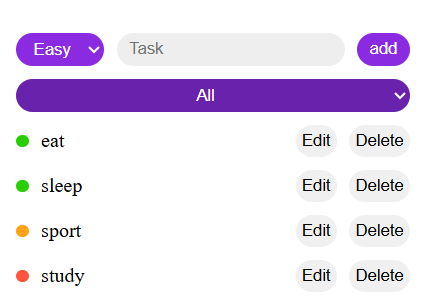 Easy Task add
All
eat Edit Delete
sleep Edit Delete
sport Edit Delete
study Edit Delete